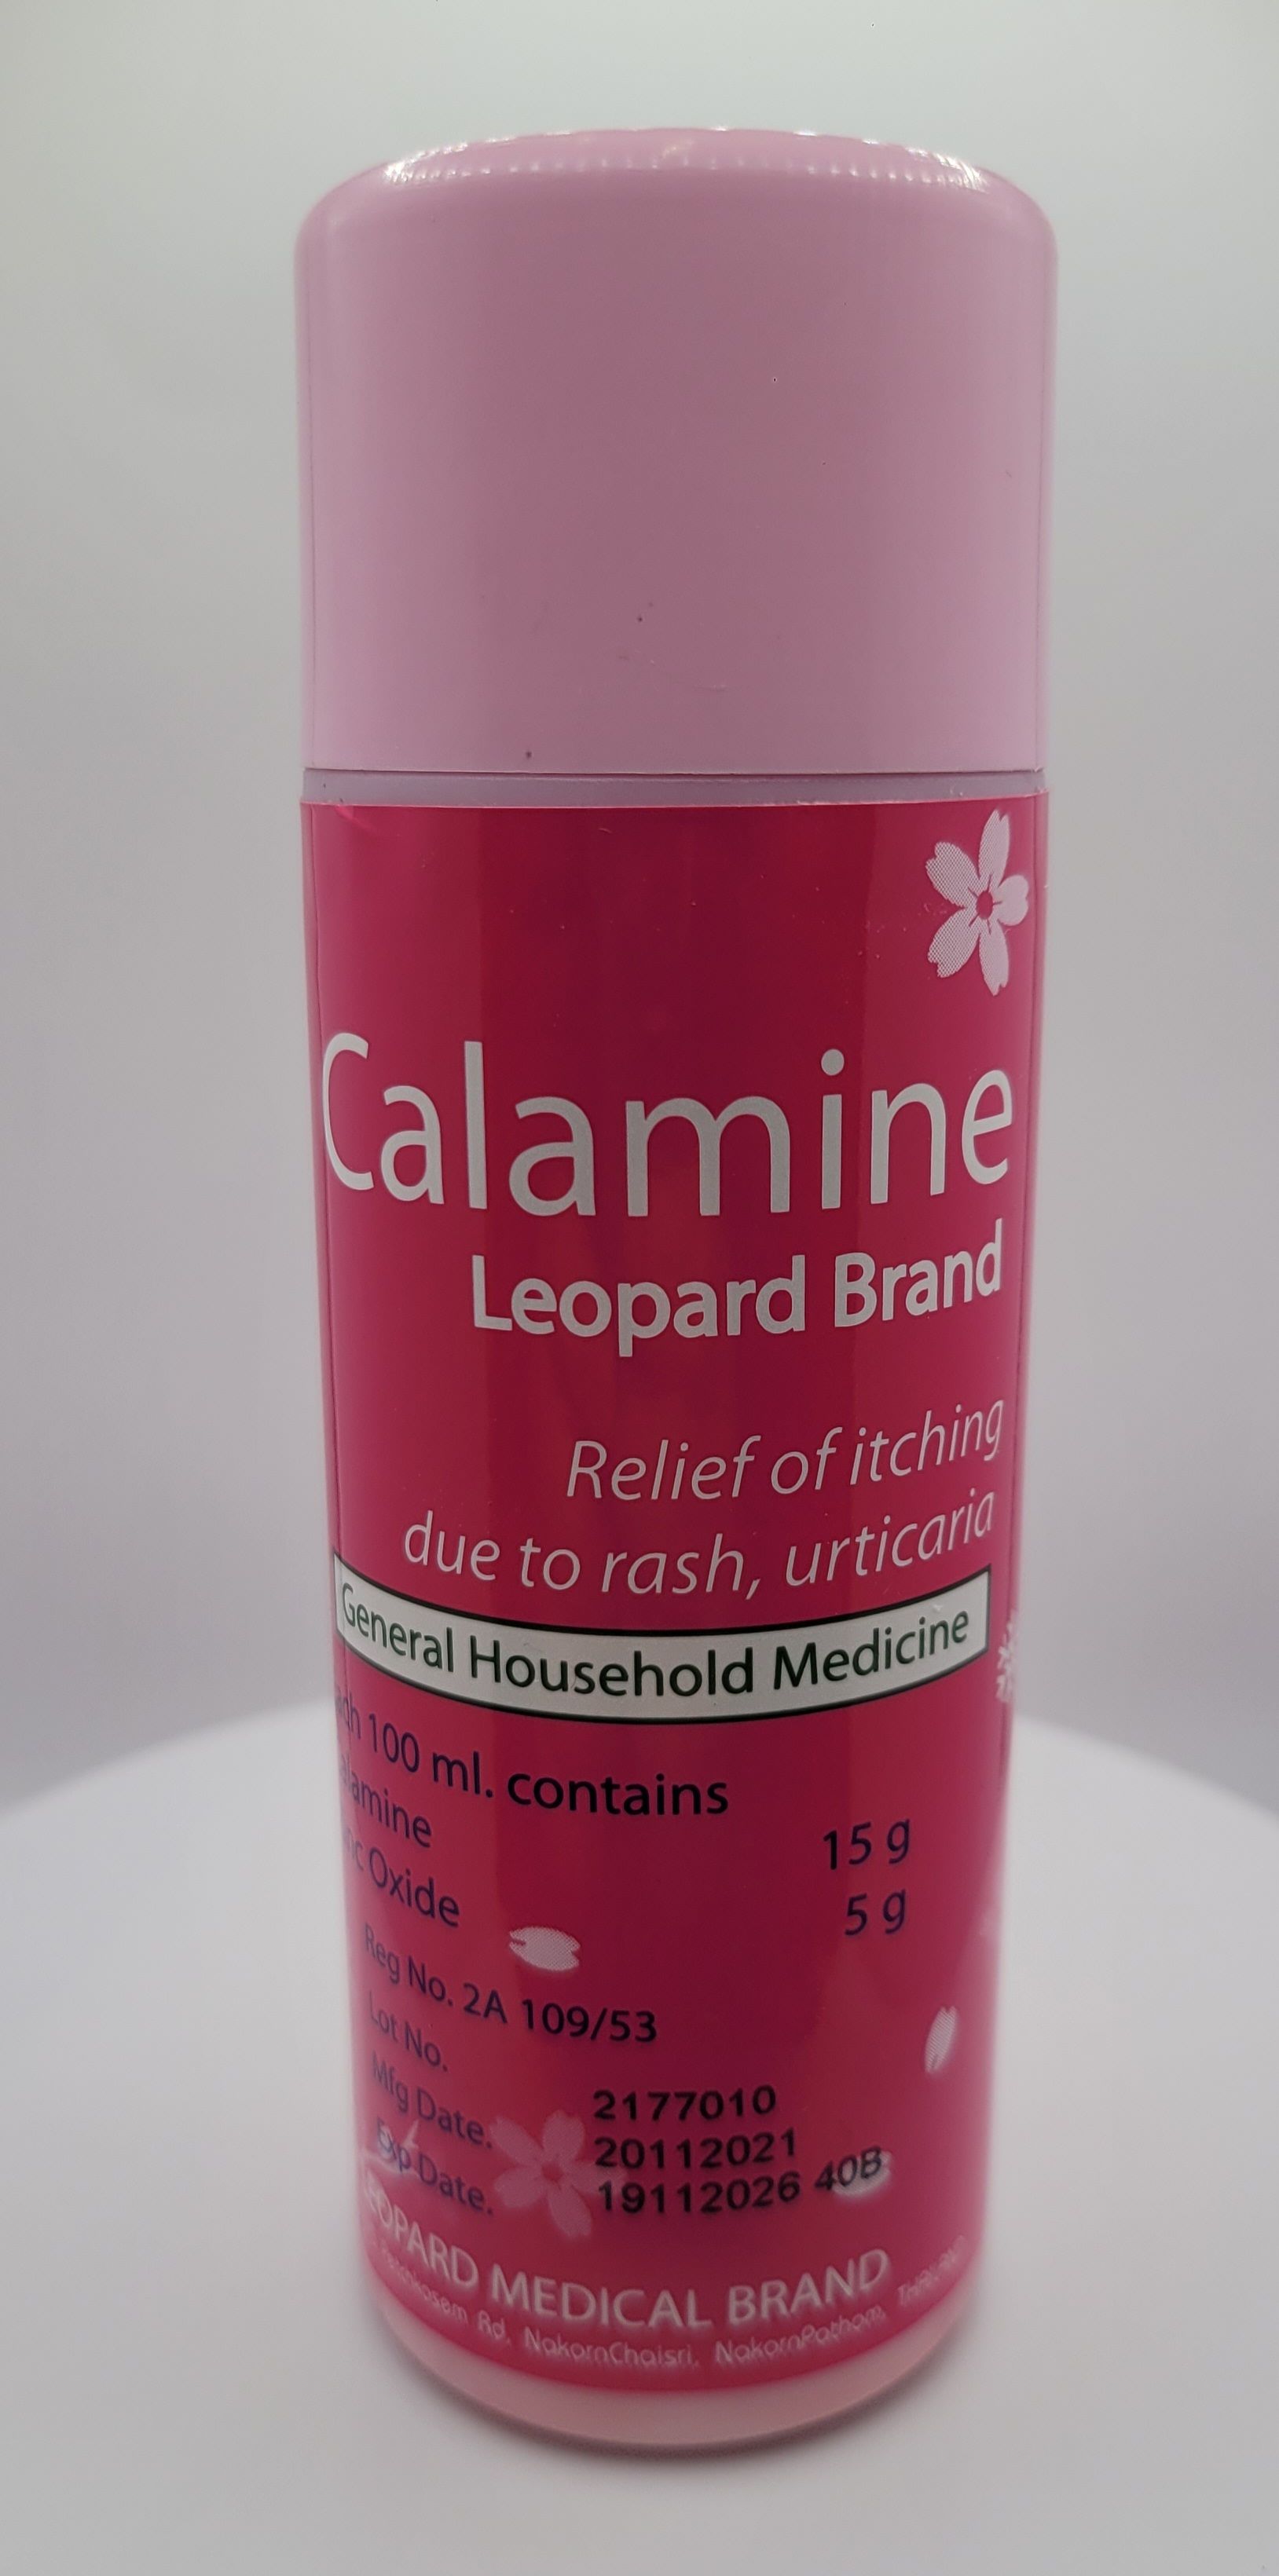 Calamine
Leopard Brand
Relief of itching
due to rash, urticaria
General Household Medicine
100 ml. contains
15 g
Oxide 5 g
Reg No. 2A 109/53
Lot No. 2177010
Mfg Date. 20112021
Exp Date. 19112026 40B
MEDICAL BRAND
Rd. NakornChaisri, NakornPathom, THAILAND